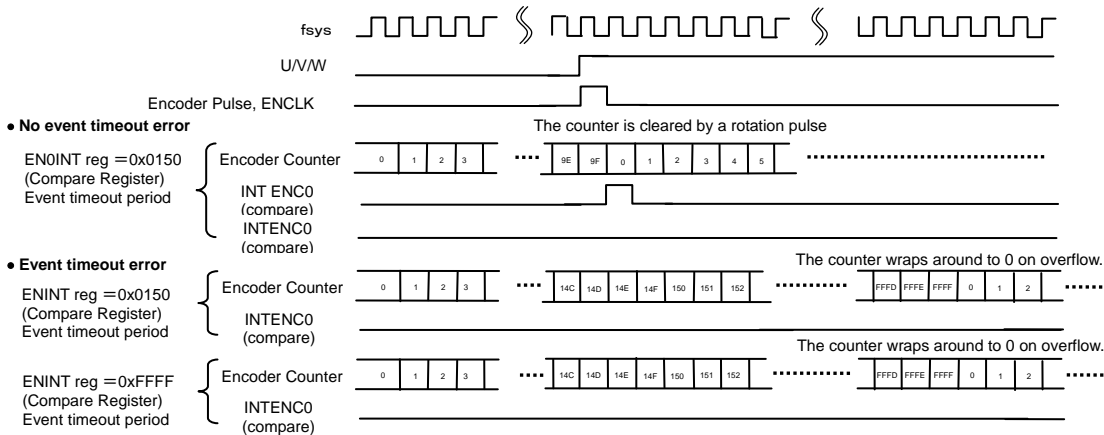 fsys
U/V/W
Encoder Pulse, ENCLK
● No event timeout error
The counter is cleared by a rotation pulse
EN0INT reg =0x0150
(Compare Register)
Event timeout period
Encoder Counter
0 1 2 3 9E 9F 0 1 2 3 4 5
INT ENC0
(compare)
INTENC0
(compare)
● Event timeout error
The counter wraps around to 0 on overflow.
ENINT reg =0x0150
(Compare Register)
Event timeout period
Encoder Counter
0 1 2 3 14C 14D 14E 14F 150 151 152 FFFD FFFE FFFF 0 1 2
INTENC0
(compare)
The counter wraps around to 0 on overflow.
ENINT reg =0xFFFF
(Compare Register)
Event timeout period
Encoder Counter
0 1 2 3 14C 14D 14E 14F 150 151 152 FFFD FFFE FFFF 0 1 2
INTENC0
(compare)